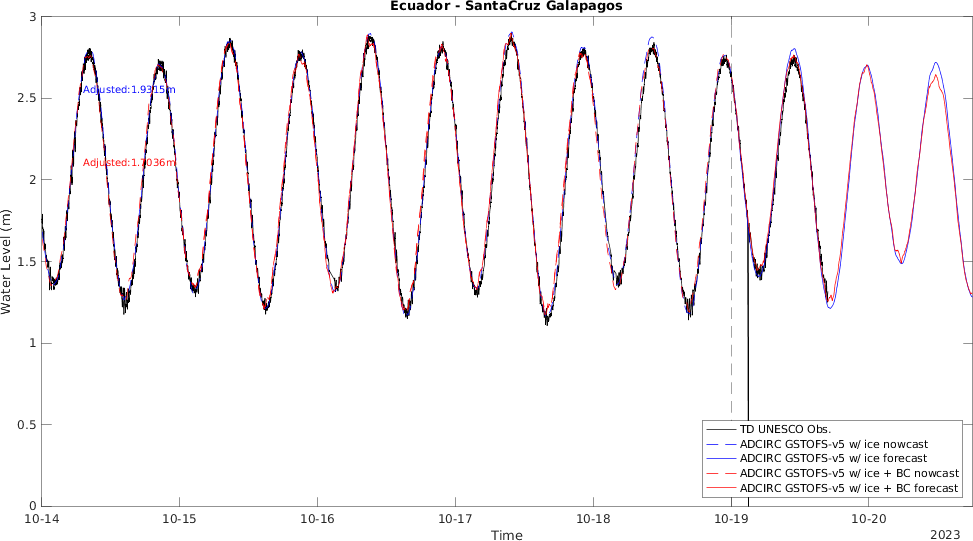 Ecuador - SantaCruz Galapagos
3
2.5
2
1.5
1
0.5
0
Water Level (m)
Adjusted:1.9315m
Adjusted:1.1036m
TD UNESCO Obs.
ADCIRC GSTOFS-v5 w/ ice nowcast
ADCIRC GSTOFS-v5 w/ ice forecast
ADCIRC GSTOFS-v5 w/ ice + BC nowcast
ADCIRC GSTOFS-v5 w/ ice + BC forecast
10-14 10-15 10-16 10-17 10-18 10-19 10-20
Time
2023